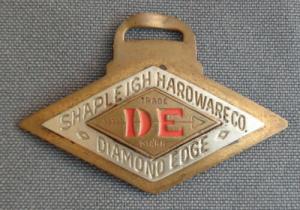 SHAPLEIGH HARDWARE CO.
TRADE
DE
MARK
DIAMOND EDGE